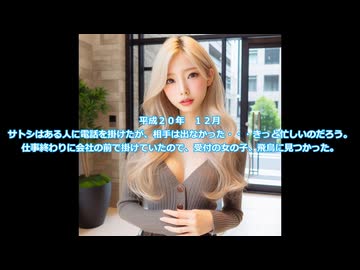 平成２０年　１２月
サトシはある人に電話を掛けたが、相手は出なかった・・・きっと忙しいのだろう。
仕事終わりに会社の前で掛けていたので、受付の女の子、飛鳥に見つかった。